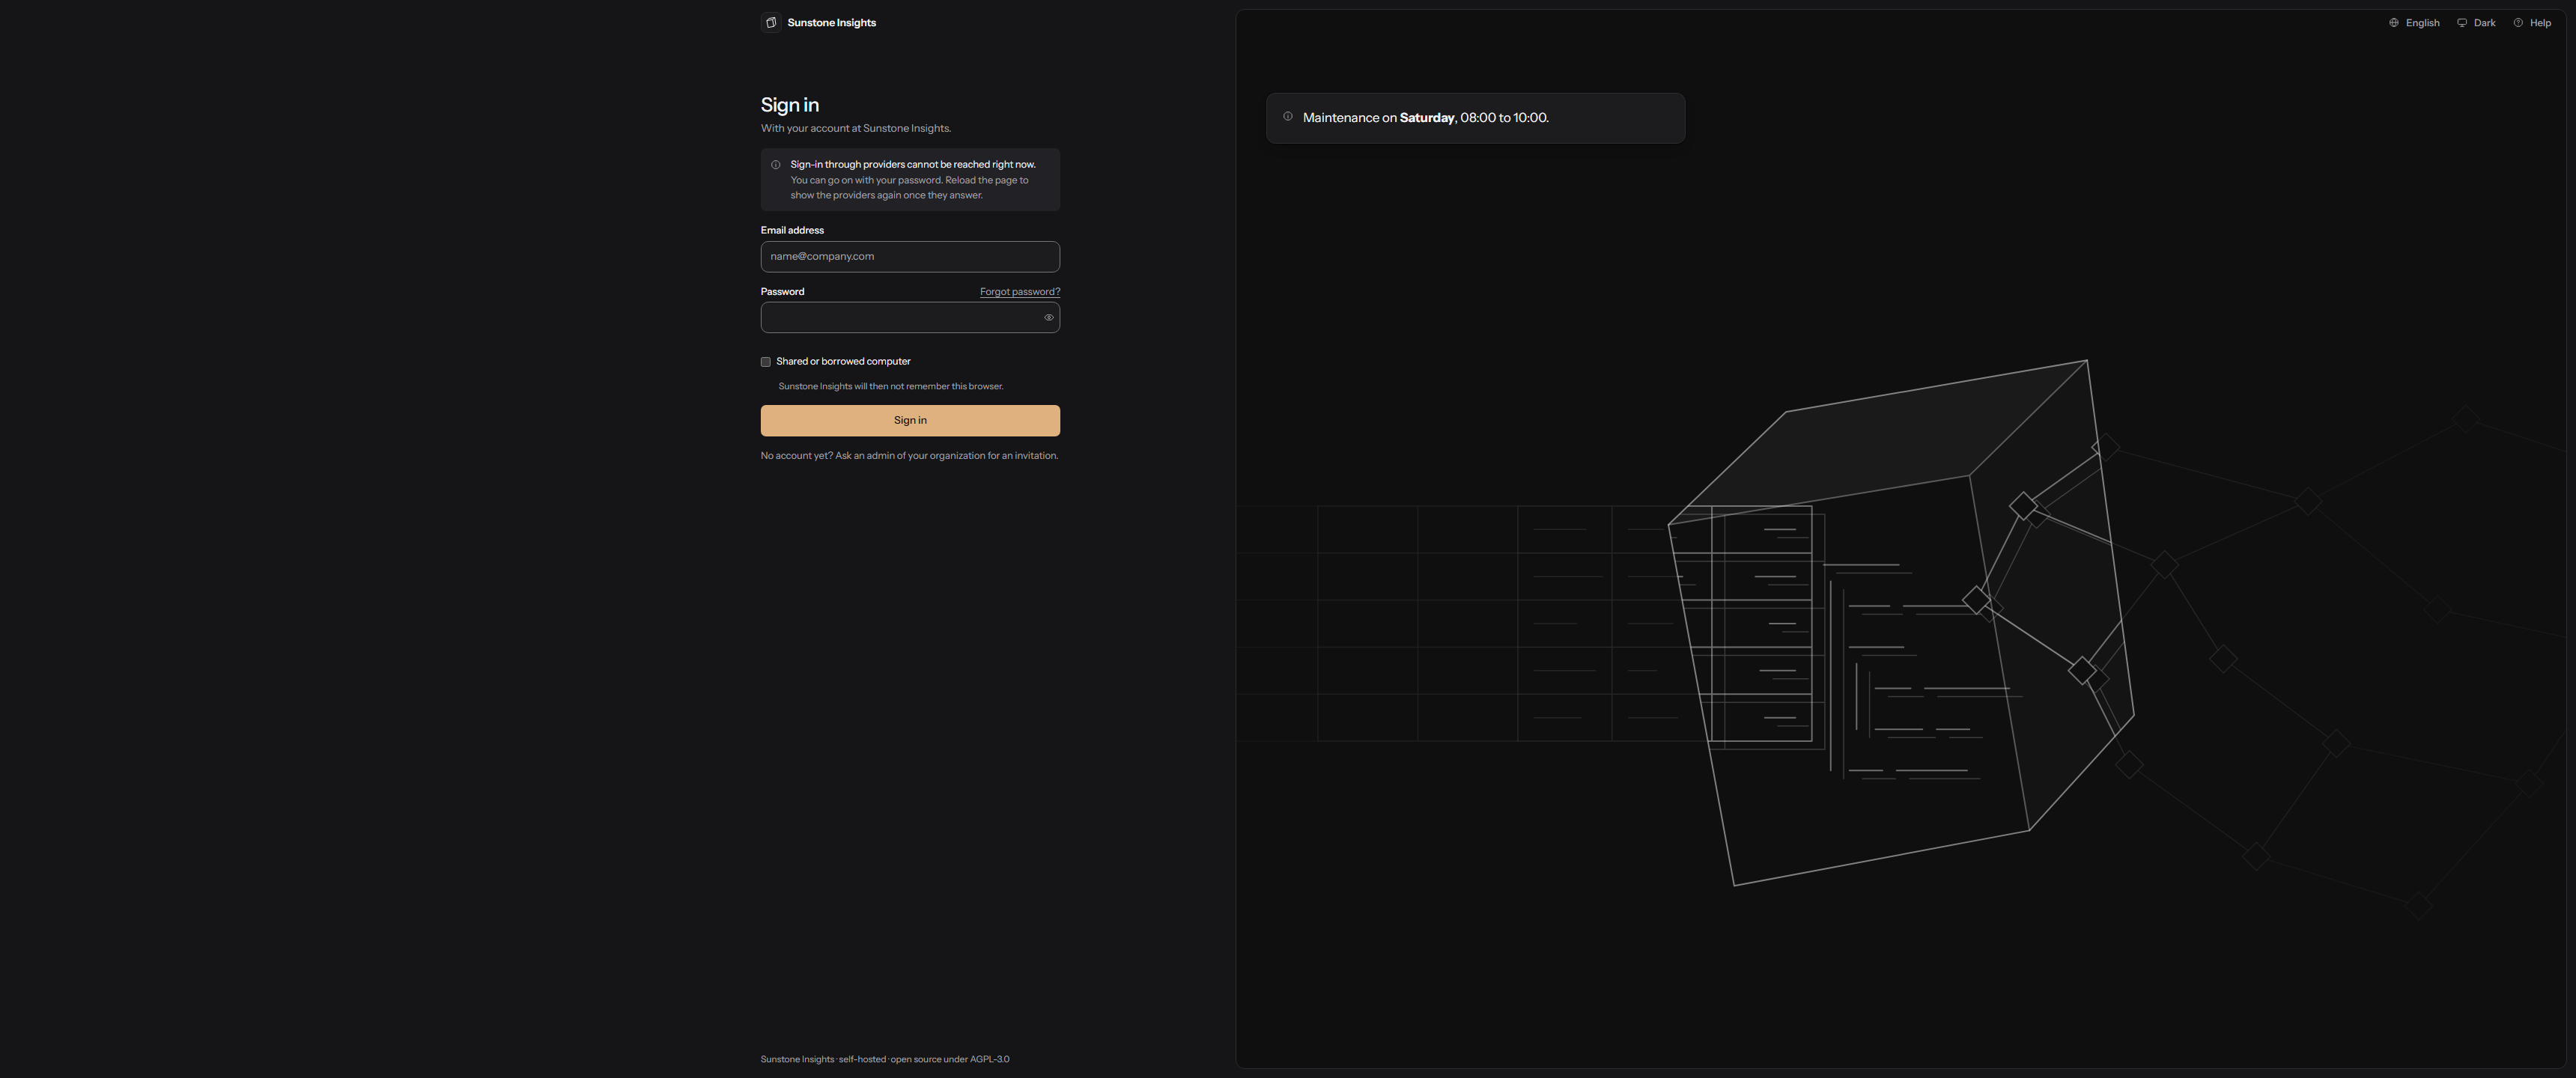 Sunstone Insights
English
Dark
Help
Sign in
With your account at Sunstone Insights.
Sign-in through providers cannot be reached right now.
You can go on with your password. Reload the page to
show the providers again once they answer.
Email address
name@company.com
Password
Forgot password?
Shared or borrowed computer
Sunstone Insights will then not remember this browser.
Sign in
No account yet? Ask an admin of your organization for an invitation.
Sunstone Insights · self-hosted · open source under AGPL-3.0
Maintenance on Saturday, 08:00 to 10:00.